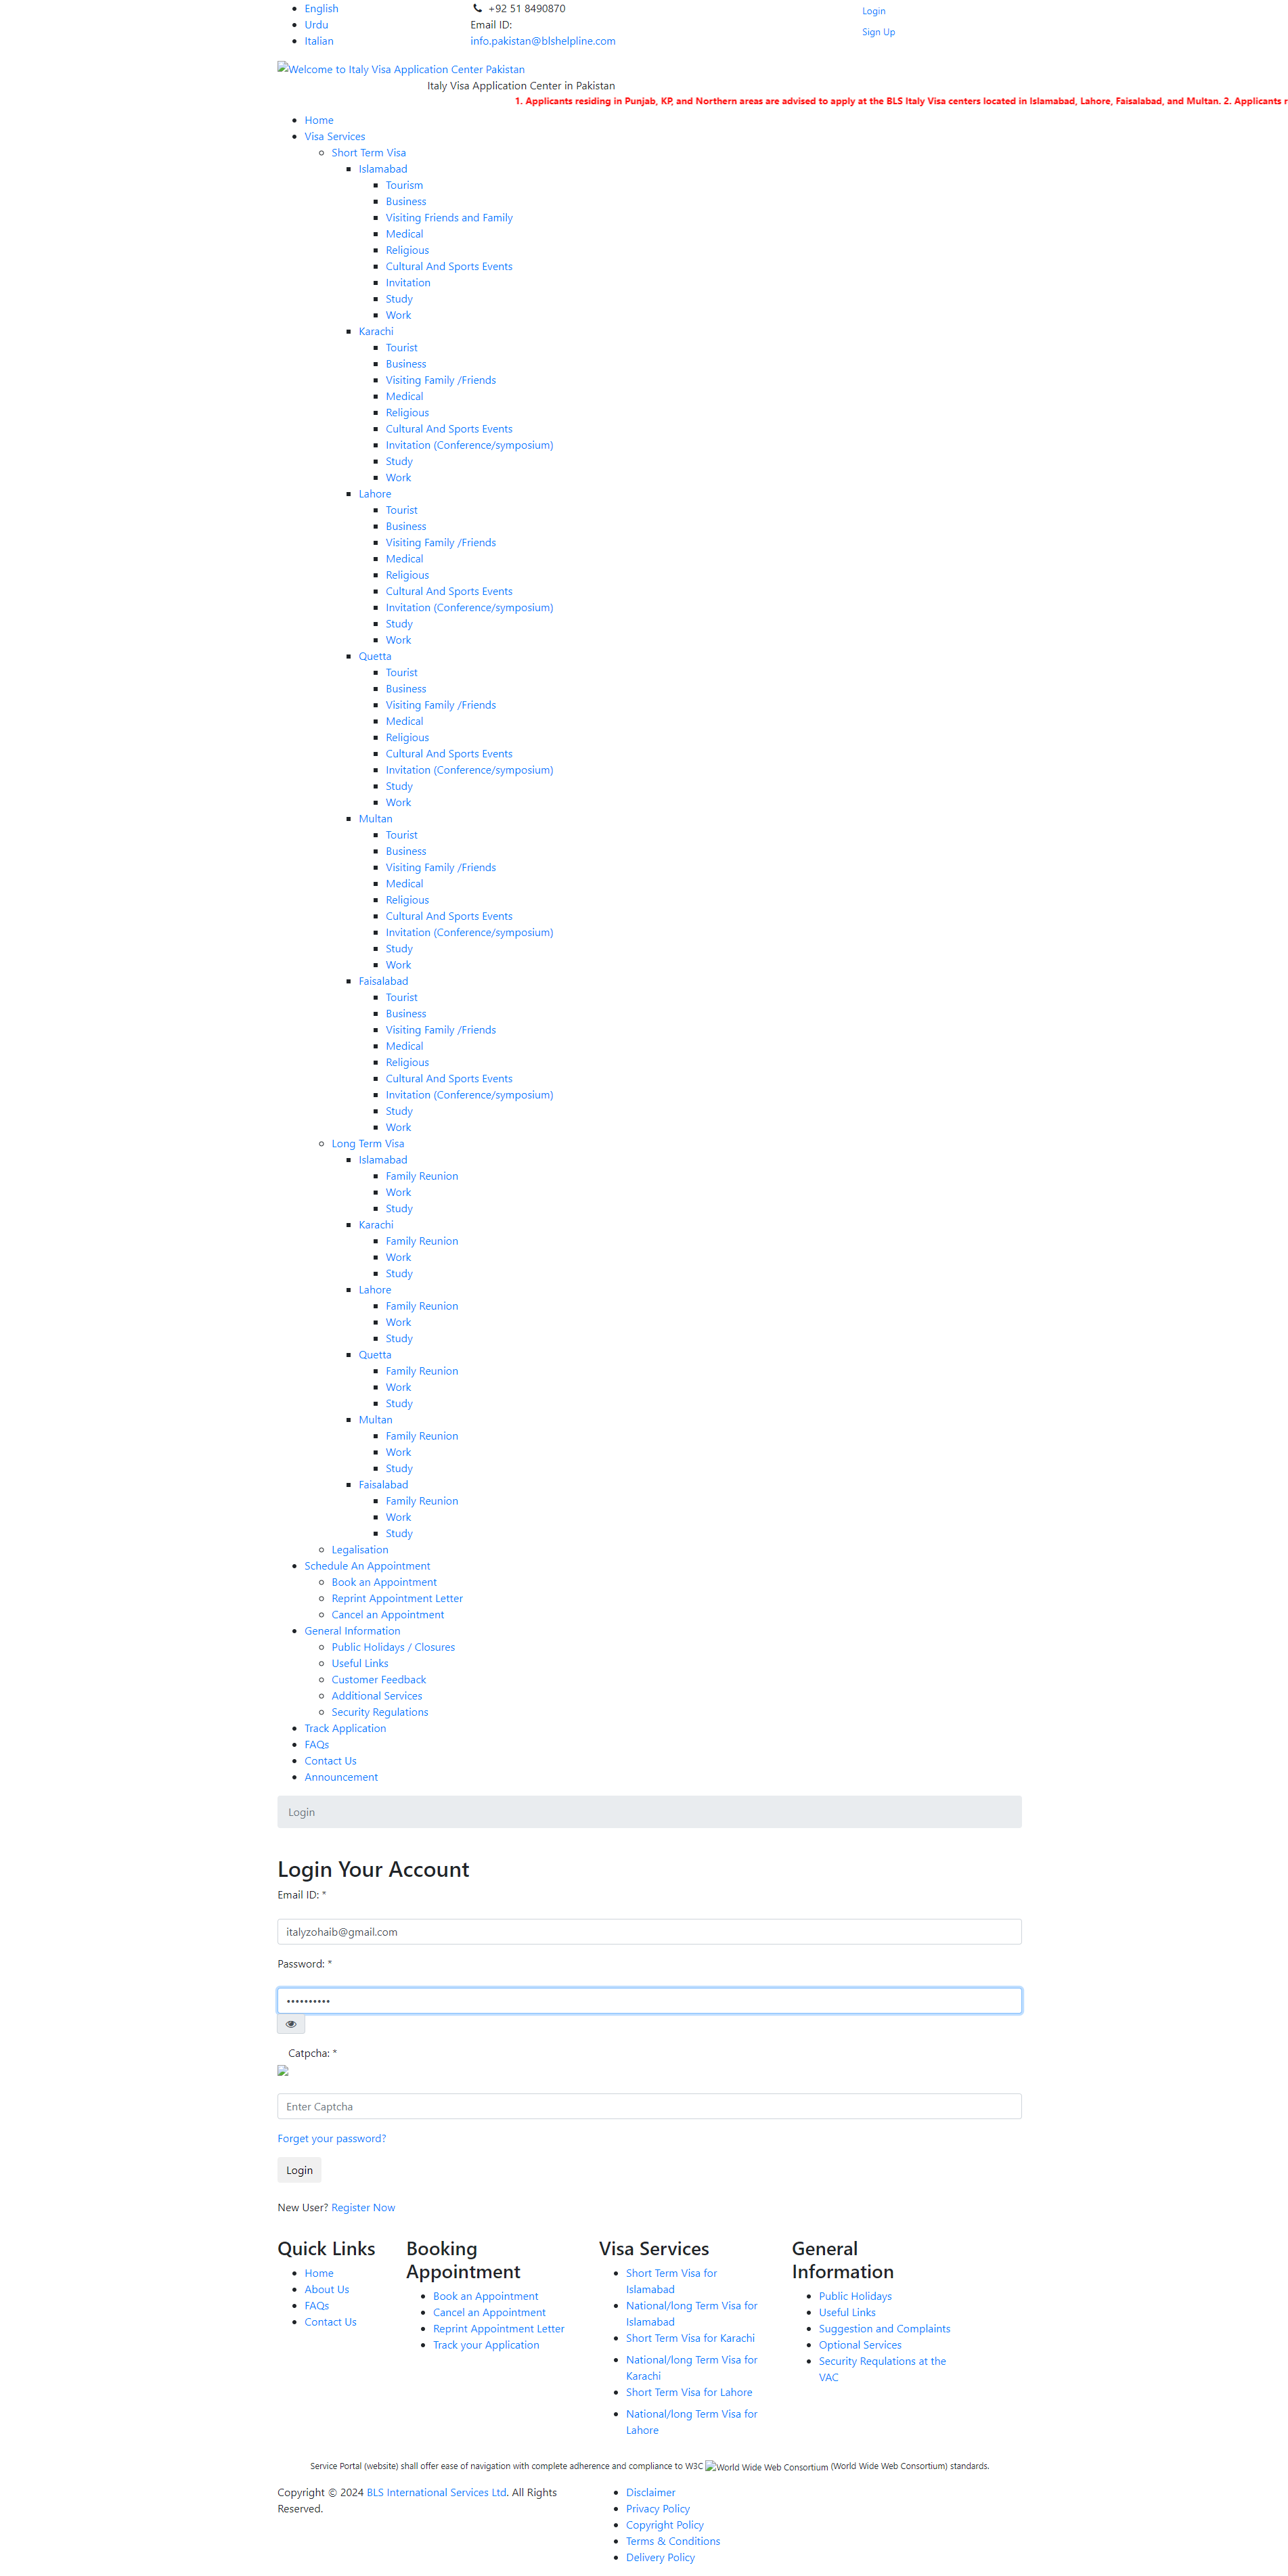 English
Urdu
Italian
+92 51 8490870
Email ID:
info.pakistan@blshelpline.com
Login
Sign Up
Welcome to Italy Visa Application Center Pakistan
Italy Visa Application Center in Pakistan
1. Applicants residing in Punjab, KP, and Northern areas are advised to apply at the BLS Italy Visa centers located in Islamabad, Lahore, Faisalabad, and Multan. 2. Applicants r
Home
Visa Services
Short Term Visa
Islamabad
Tourism
Business
Visiting Friends and Family
Medical
Religious
Cultural And Sports Events
Invitation
Study
Work
Karachi
Tourist
Business
Visiting Family /Friends
Medical
Religious
Cultural And Sports Events
Invitation (Conference/symposium)
Study
Work
Lahore
Tourist
Business
Visiting Family /Friends
Medical
Religious
Cultural And Sports Events
Invitation (Conference/symposium)
Study
Work
Quetta
Tourist
Business
Visiting Family /Friends
Medical
Religious
Cultural And Sports Events
Invitation (Conference/symposium)
Study
Work
Multan
Tourist
Business
Visiting Family /Friends
Medical
Religious
Cultural And Sports Events
Invitation (Conference/symposium)
Study
Work
Faisalabad
Tourist
Business
Visiting Family /Friends
Medical
Religious
Cultural And Sports Events
Invitation (Conference/symposium)
Study
Work
Long Term Visa
Islamabad
Family Reunion
Work
Study
Karachi
Family Reunion
Work
Study
Lahore
Family Reunion
Work
Study
Quetta
Family Reunion
Work
Study
Multan
Family Reunion
Work
Study
Faisalabad
Family Reunion
Work
Study
Legalisation
Schedule An Appointment
Book an Appointment
Reprint Appointment Letter
Cancel an Appointment
General Information
Public Holidays / Closures
Useful Links
Customer Feedback
Additional Services
Security Regulations
Track Application
FAQs
Contact Us
Announcement
Login
Login Your Account
Email ID: *
italyzohaib@gmail.com
Password: *
••••••••••
Catpcha: *
Enter Captcha
Forget your password?
Login
New User? Register Now
Quick Links
Home
About Us
FAQs
Contact Us
Booking
Appointment
Book an Appointment
Cancel an Appointment
Reprint Appointment Letter
Track your Application
Visa Services
Short Term Visa for
Islamabad
National/long Term Visa for
Islamabad
Short Term Visa for Karachi
National/long Term Visa for
Karachi
Short Term Visa for Lahore
National/long Term Visa for
Lahore
General
Information
Public Holidays
Useful Links
Suggestion and Complaints
Optional Services
Security Requlations at the
VAC
Service Portal (website) shall offer ease of navigation with complete adherence and compliance to W3C World Wide Web Consortium (World Wide Web Consortium) standards.
Copyright © 2024 BLS International Services Ltd. All Rights
Reserved.
Disclaimer
Privacy Policy
Copyright Policy
Terms & Conditions
Delivery Policy